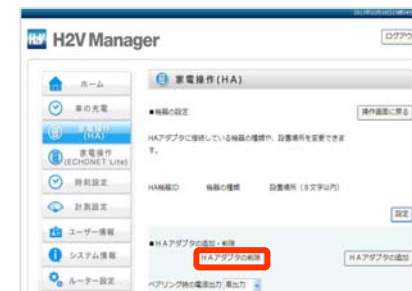 H2V Manager
ログアウ
ホーム
車の充電
家電操作
(HA)
家電操作
(ECHONET Lite)
時刻設定
計測設定
ユーザー情報
システム情報
ルーター設定
家電操作(HA)
■機器の設定
操作画面に戻る
HAアダプタに接続している機器の種類や、設置場所を変更できま
す。
HA機器ID 機器の種類 設置場所（8文字以内）
設定
■HAアダプタの追加・削除
HAアダプタの削除
HAアダプタの追加
ペアリング時の電波出力 高出力